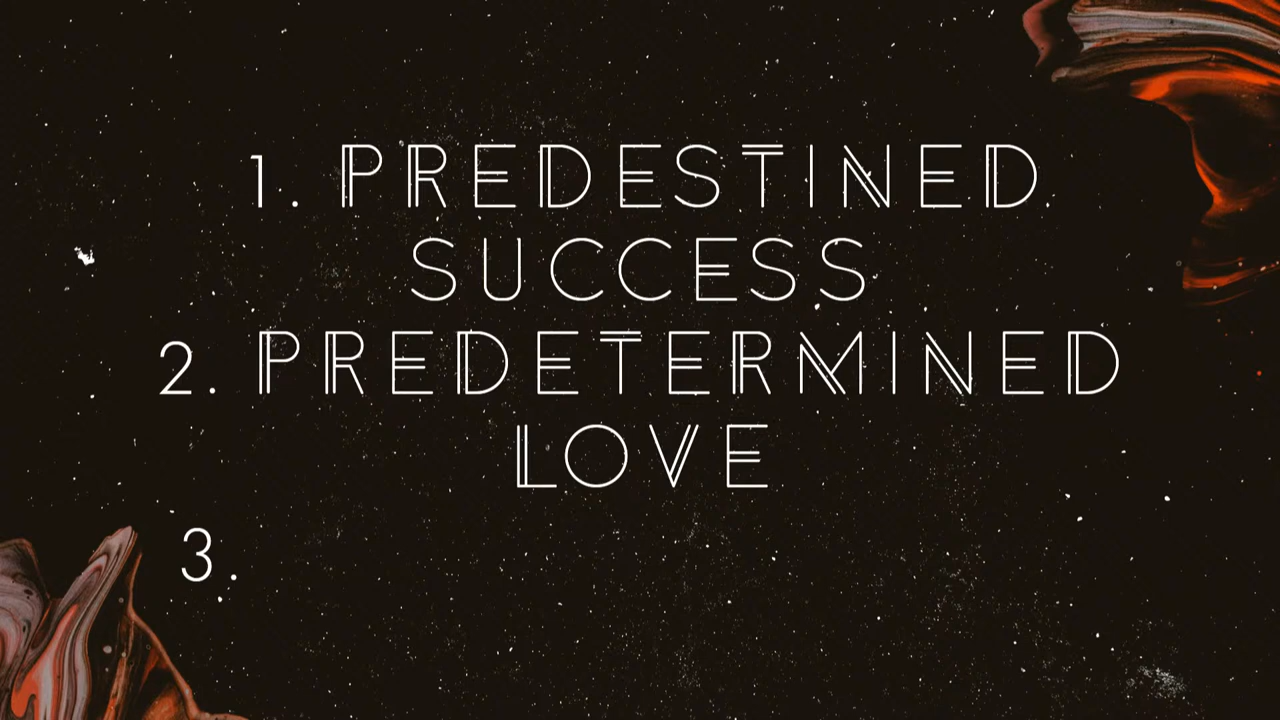 1. PREDESTINED
SUCCESS
2. PREDETERMINED
LOVE
3.